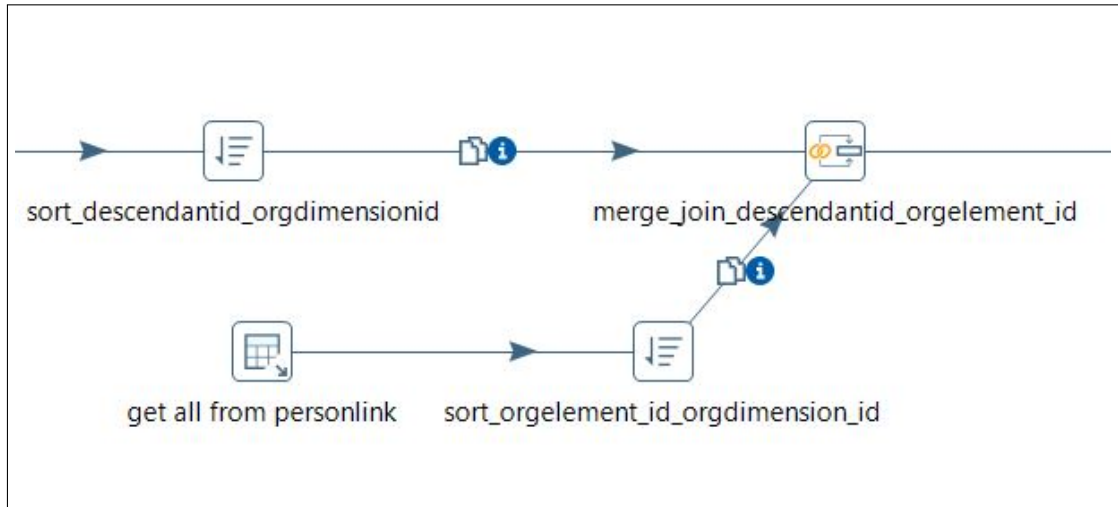 sort_descendantid_orgdimensionid
merge_join_descendantid_orgelement_id
get all from personlink
sort_orgelement_id_orgdimension_id